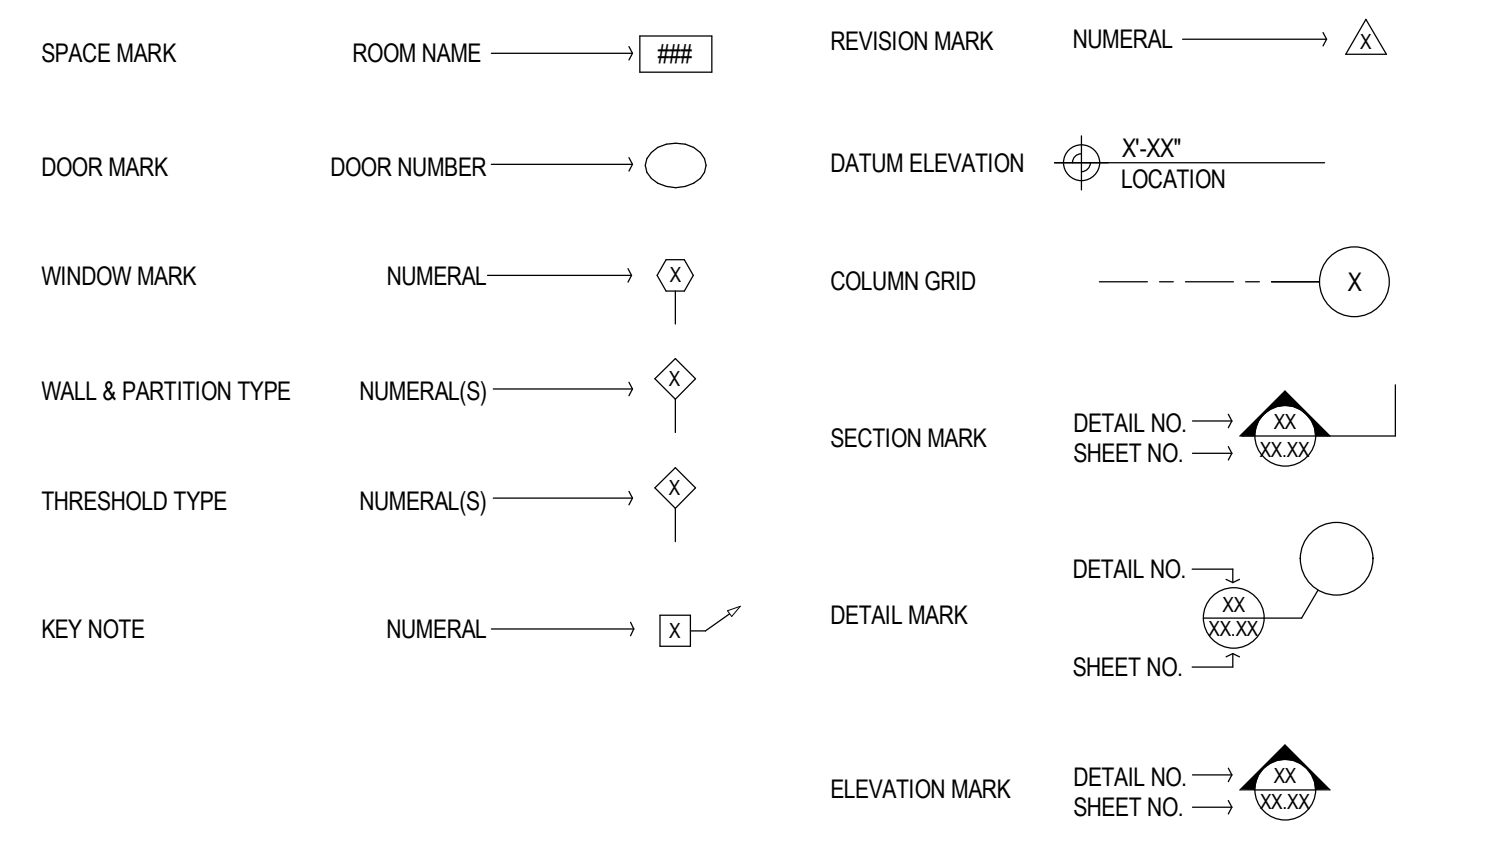 SPACE MARK ROOM NAME ###
DOOR MARK DOOR NUMBER
WINDOW MARK NUMERAL X
WALL & PARTITION TYPE NUMERAL(S) X
THRESHOLD TYPE NUMERAL(S) X
KEY NOTE NUMERAL X
REVISION MARK NUMERAL X
DATUM ELEVATION X'-XX"
LOCATION
COLUMN GRID X
SECTION MARK
DETAIL NO. XX
SHEET NO. XX.XX
DETAIL MARK
DETAIL NO. XX
XX.XX
SHEET NO.
ELEVATION MARK
DETAIL NO. XX
SHEET NO. XX.XX